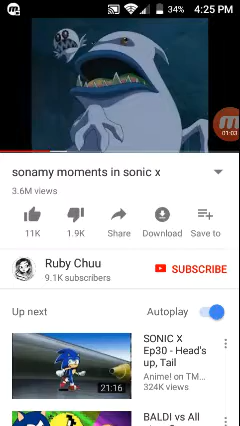 34% 4:25 PM
01:03
sonamy moments in sonic x
3.6M views
11K 1.9K Share Download Save to
Ruby Chuu
9.1K subscribers
SUBSCRIBE
Up next Autoplay
SONIC X
Ep30 - Head's
up, Tail
Anime! on TM...
324K views
21:16
BALDI vs All